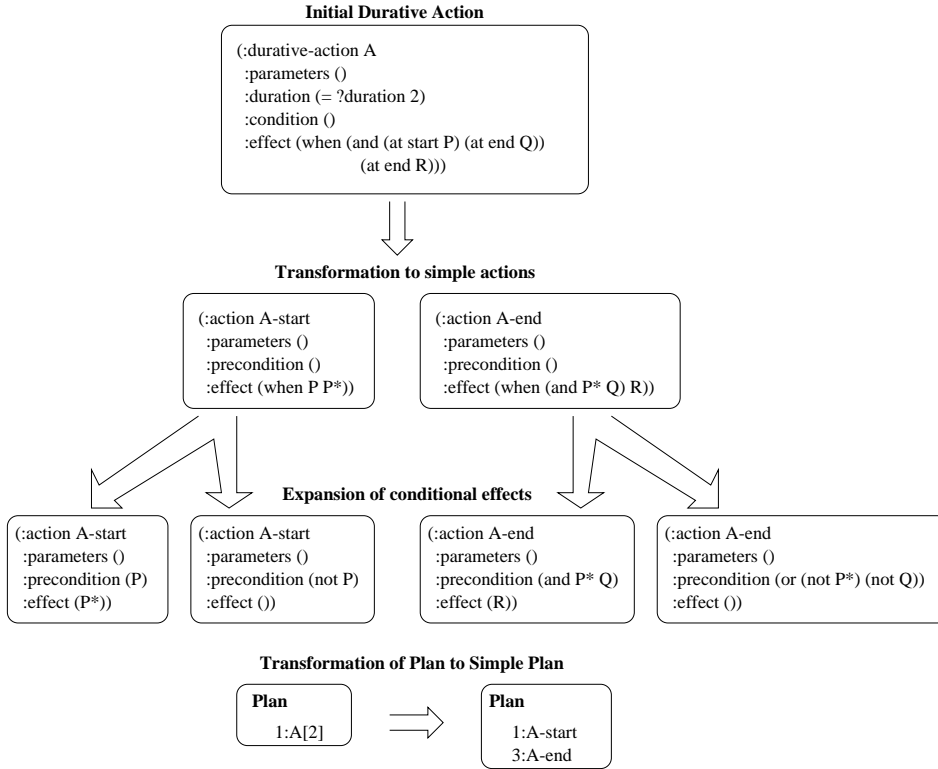 Initial Durative Action
(:durative-action A
:parameters ()
:duration (= ?duration 2)
:condition ()
:effect (when (and (at start P) (at end Q))
(at end R)))
Transformation to simple actions
(:action A-start
:parameters ()
:precondition ()
:effect (when P P*))
(:action A-end
:parameters ()
:precondition ()
:effect (when (and P* Q) R))
Expansion of conditional effects
(:action A-start
:parameters ()
:precondition (P)
:effect (P*))
(:action A-start
:parameters ()
:precondition (not P)
:effect ())
(:action A-end
:parameters ()
:precondition (and P* Q)
:effect (R))
(:action A-end
:parameters ()
:precondition (or (not P*) (not Q))
:effect ())
Transformation of Plan to Simple Plan
Plan
1:A[2]
Plan
1:A-start
3:A-end